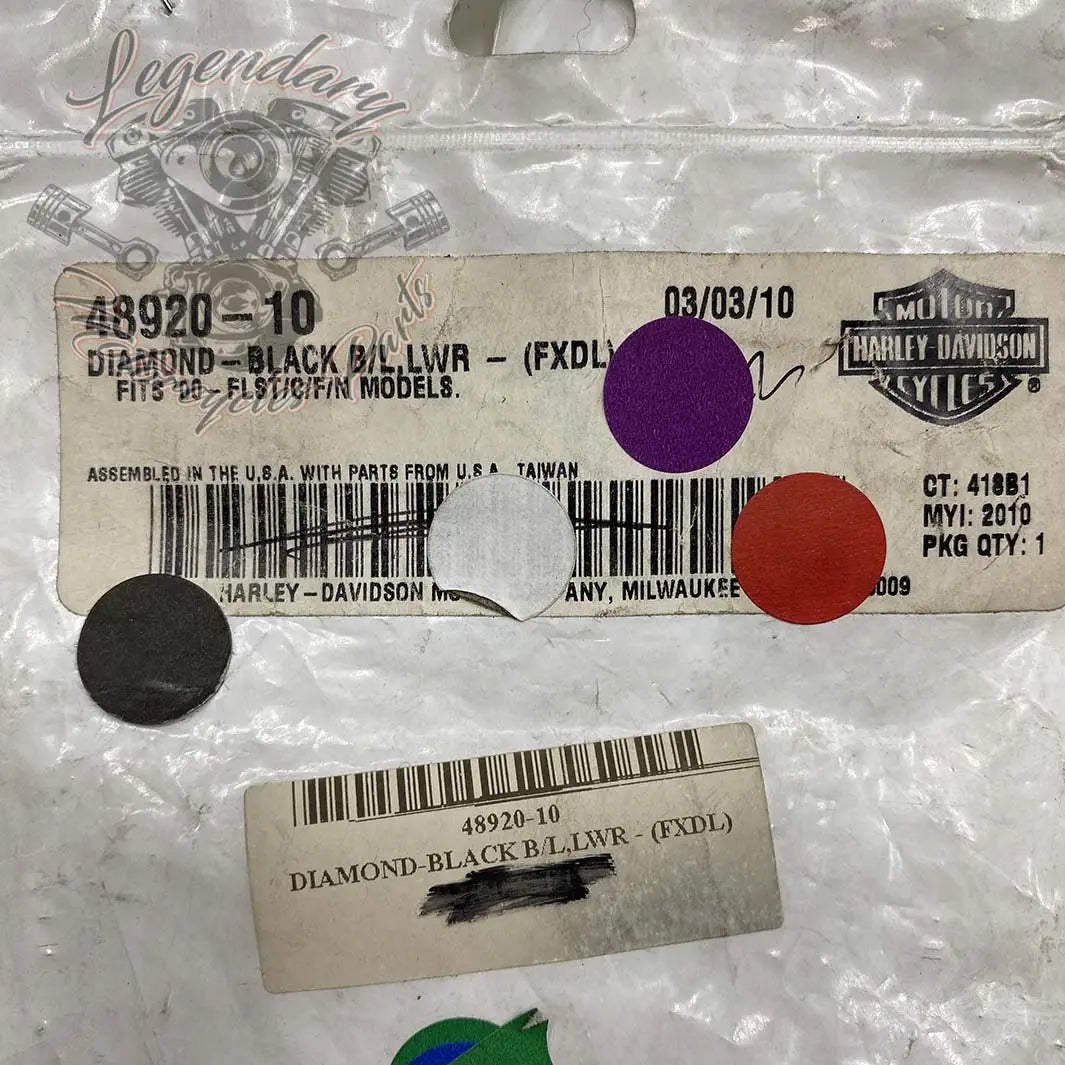 Legendary
Cycles Parts
48920-10
03/03/10
DIAMOND-BLACK B/L,LWR - (FXDL)
FITS '00-FLST/C/F/N MODELS.
MOTOR
HARLEY-DAVIDSON
CYCLES
®
ASSEMBLED IN THE U.S.A. WITH PARTS FROM U.S.A. TAIWAN
CT: 418B1
MYI: 2010
PKG QTY: 1
HARLEY-DAVIDSON ANY, MILWAUKEE
48920-10
DIAMOND-BLACK B/L,LWR - (FXDL)